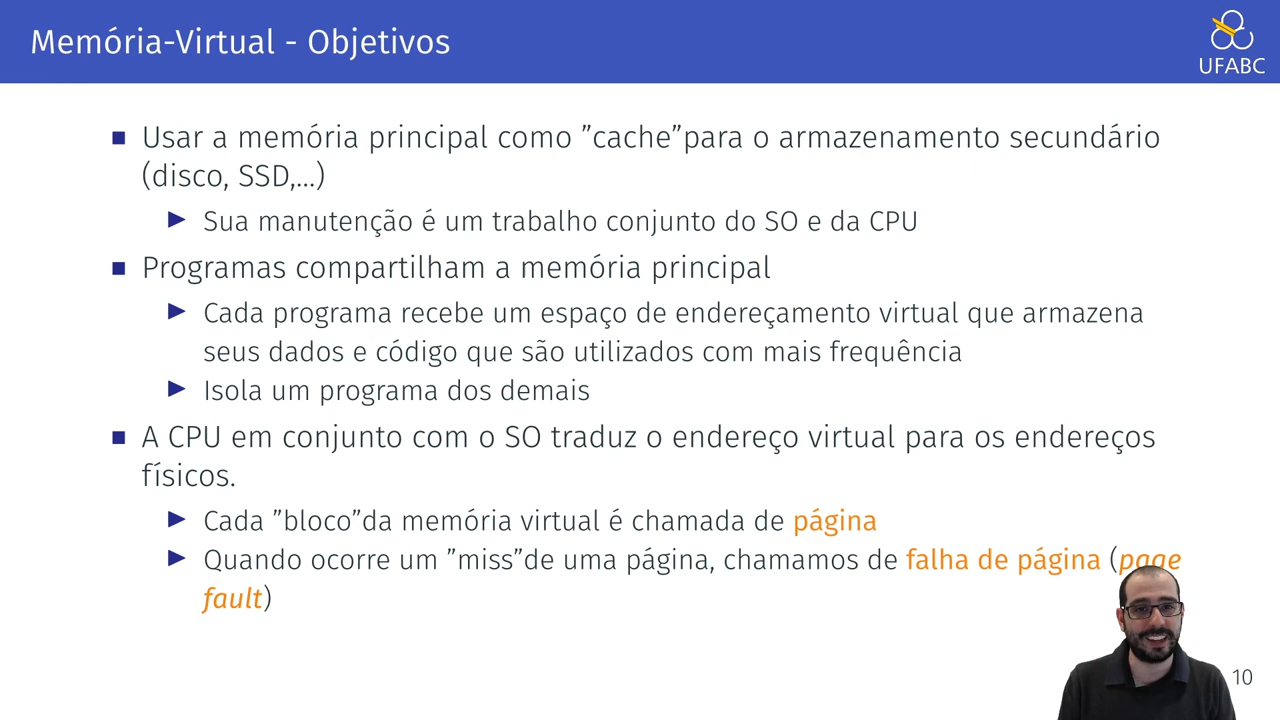 Memória-Virtual - Objetivos
UFABC
Usar a memória principal como ”cache”para o armazenamento secundário
(disco, SSD,...)
Sua manutenção é um trabalho conjunto do SO e da CPU
Programas compartilham a memória principal
Cada programa recebe um espaço de endereçamento virtual que armazena
seus dados e código que são utilizados com mais frequência
Isola um programa dos demais
A CPU em conjunto com o SO traduz o endereço virtual para os endereços
físicos.
Cada ”bloco”da memória virtual é chamada de página
Quando ocorre um ”miss”de uma página, chamamos de falha de página (page
fault)
10